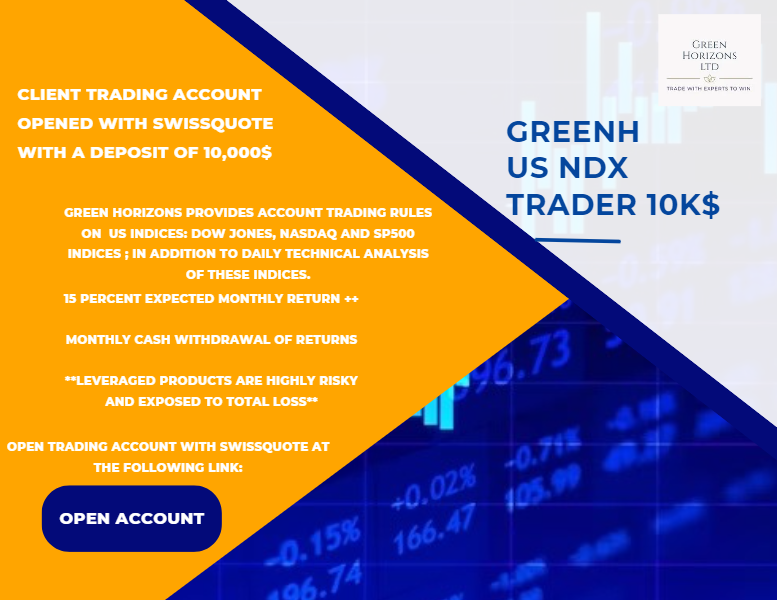 GREEN
HORIZONS
LTD
TRADE WITH EXPERTS TO WIN
GREENH
US NDX
TRADER 10K$
CLIENT TRADING ACCOUNT
OPENED WITH SWISSQUOTE
WITH A DEPOSIT OF 10,000$
GREEN HORIZONS PROVIDES ACCOUNT TRADING RULES
ON US INDICES: DOW JONES, NASDAQ AND SP500
INDICES ; IN ADDITION TO DAILY TECHNICAL ANALYSIS
OF THESE INDICES.
15 PERCENT EXPECTED MONTHLY RETURN ++
MONTHLY CASH WITHDRAWAL OF RETURNS
**LEVERAGED PRODUCTS ARE HIGHLY RISKY
AND EXPOSED TO TOTAL LOSS**
OPEN TRADING ACCOUNT WITH SWISSQUOTE AT
THE FOLLOWING LINK:
OPEN ACCOUNT
96.73
-0.71%
105.99
+0.02%
166.47
-0.15%
196.74